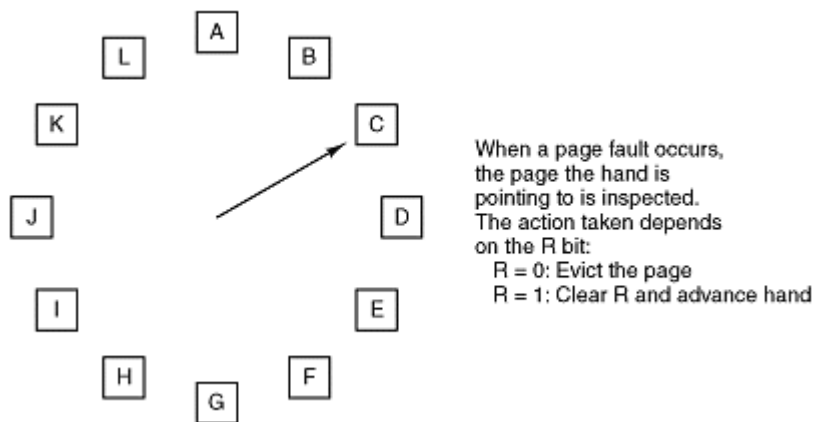 A
L
B
K
C
When a page fault occurs,
the page the hand is
pointing to is inspected.
The action taken depends
on the R bit:
R = 0: Evict the page
R = 1: Clear R and advance hand
J
D
I
E
H
F
G